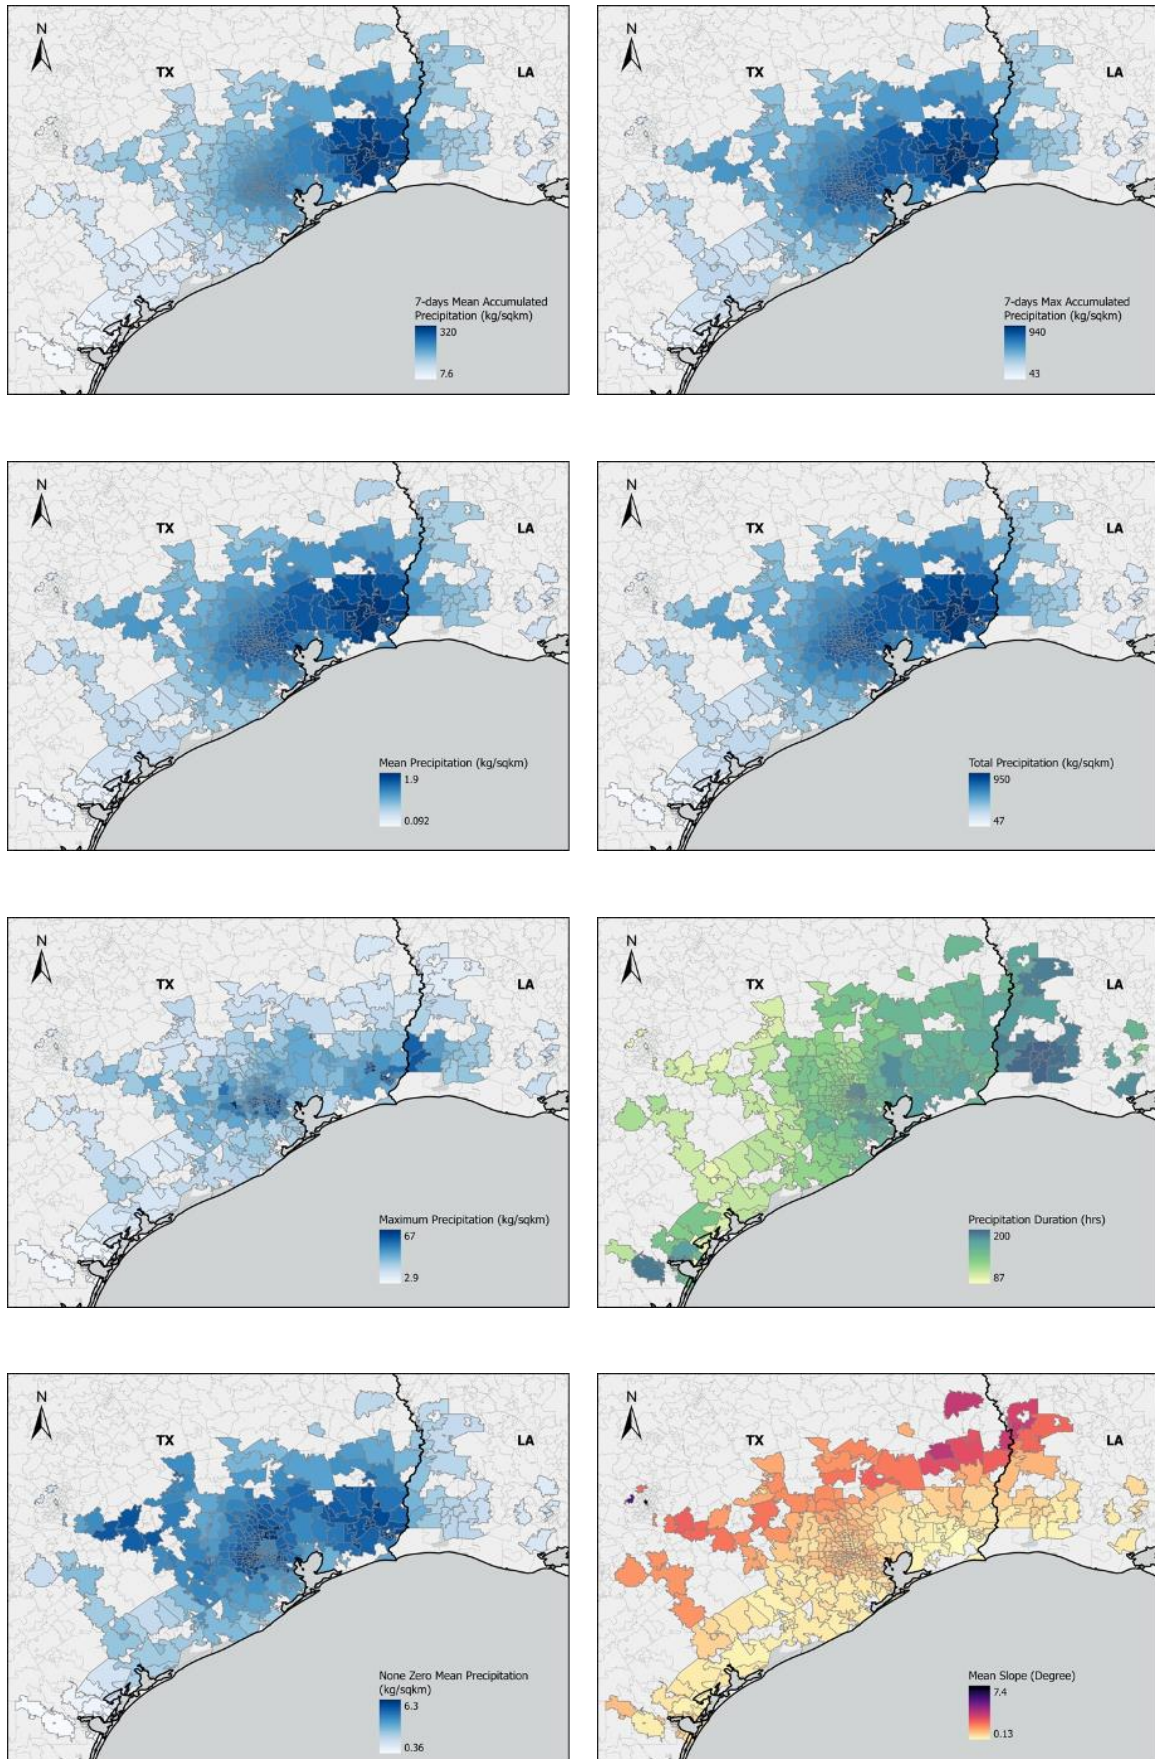 N
TX
LA
7-days Mean Accumulated
Precipitation (kg/sqkm)
320
7.6
N
TX
LA
7-days Max Accumulated
Precipitation (kg/sqkm)
940
43
N
TX
LA
Mean Precipitation (kg/sqkm)
1.9
0.092
N
TX
LA
Total Precipitation (kg/sqkm)
950
47
N
TX
LA
Maximum Precipitation (kg/sqkm)
67
2.9
N
TX
LA
Precipitation Duration (hrs)
200
87
N
TX
LA
None Zero Mean Precipitation
(kg/sqkm)
6.3
0.36
N
TX
LA
Mean Slope (Degree)
7.4
0.13